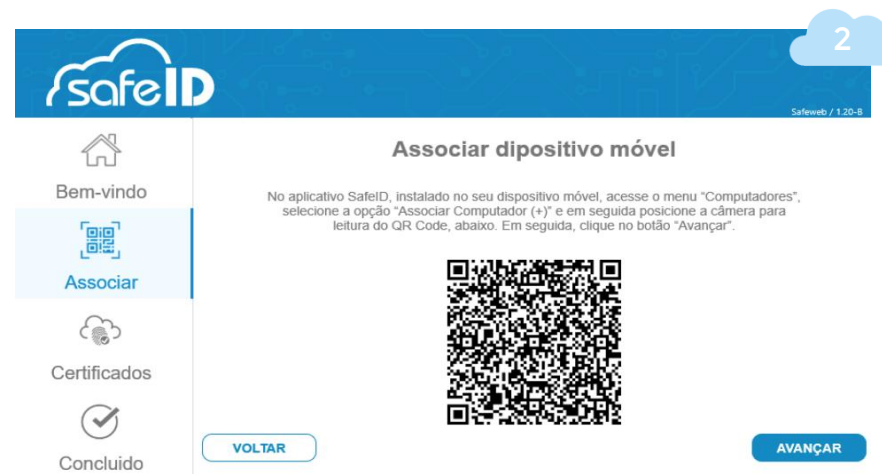 2
safeID
Safeweb / 1.20-B
Bem-vindo
Associar
Certificados
Concluido
Associar dipositivo móvel
No aplicativo SafeID, instalado no seu dispositivo móvel, acesse o menu “Computadores”,
selecione a opção “Associar Computador (+)” e em seguida posicione a câmera para
leitura do QR Code, abaixo. Em seguida, clique no botão “Avançar”.
VOLTAR
AVANÇAR